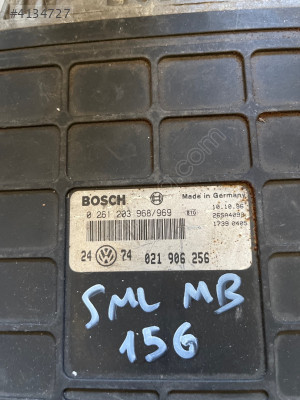 #4134727
BOSCH
Made in Germany
0 261 203 968/969
10.10.96
24 74 021 906 256
SML MB
156